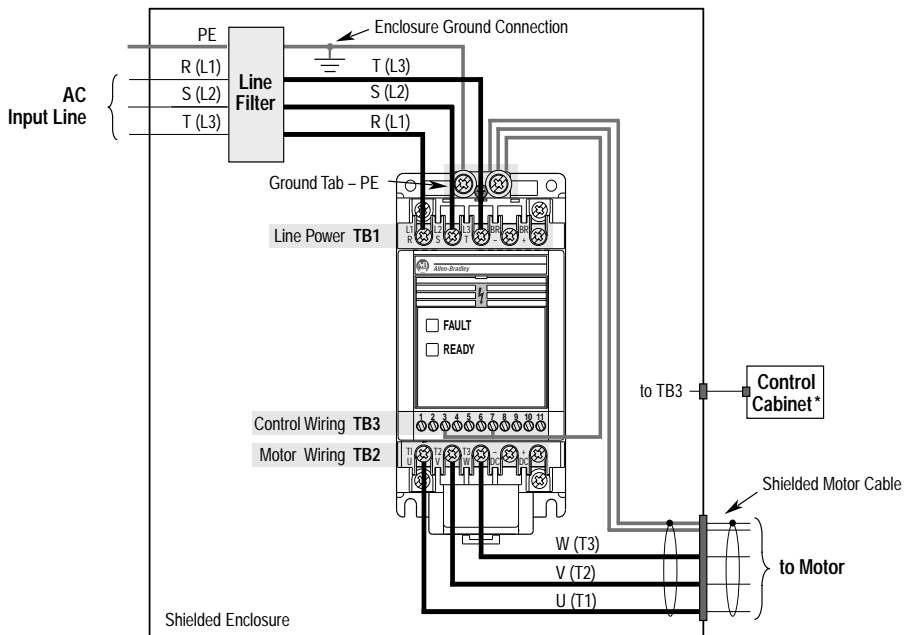 Enclosure Ground Connection
PE
R (L1)
S (L2)
T (L3)
AC
Input Line
Line
Filter
T (L3)
S (L2)
R (L1)
Ground Tab – PE
Line Power TB1
L1 L2 L3 BR BR
R S T – +
Allen-Bradley
FAULT
READY
to TB3
Control
Cabinet*
Control Wiring TB3
1 2 3 4 5 6 7 8 9 10 11
Motor Wiring TB2
T1 T2 T3 – +
U V W DC DC
Shielded Motor Cable
W (T3)
V (T2)
U (T1)
to Motor
Shielded Enclosure